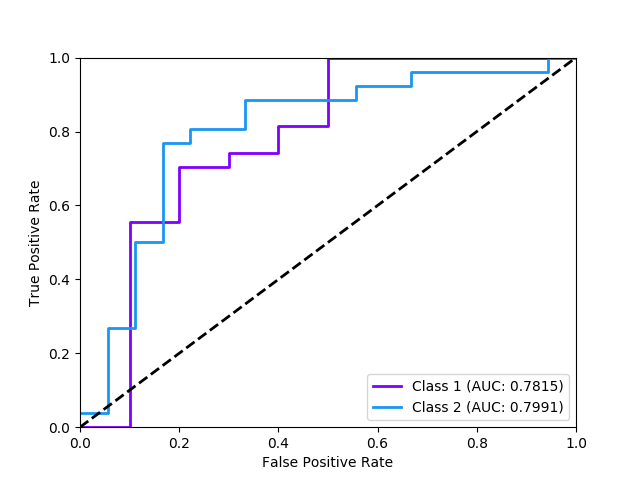 1.0
0.8
0.6
0.4
0.2
0.0
True Positive Rate
0.0 0.2 0.4 0.6 0.8 1.0
False Positive Rate
Class 1 (AUC: 0.7815)
Class 2 (AUC: 0.7991)